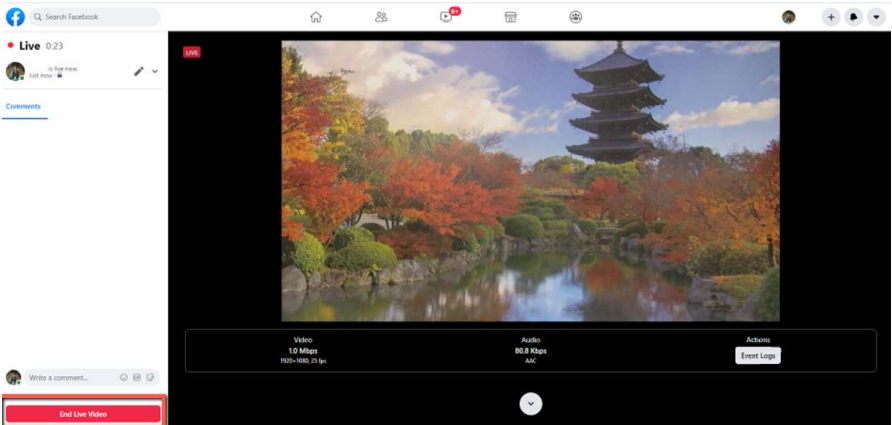 Search Facebook
9+
Live 0:23
is live now
Just now ·
Comments
LIVE
Video
1.0 Mbps
1920×1080, 25 fps
Audio
80.8 Kbps
AAC
Actions
Event Logs
Write a comment...
GIF
End Live Video